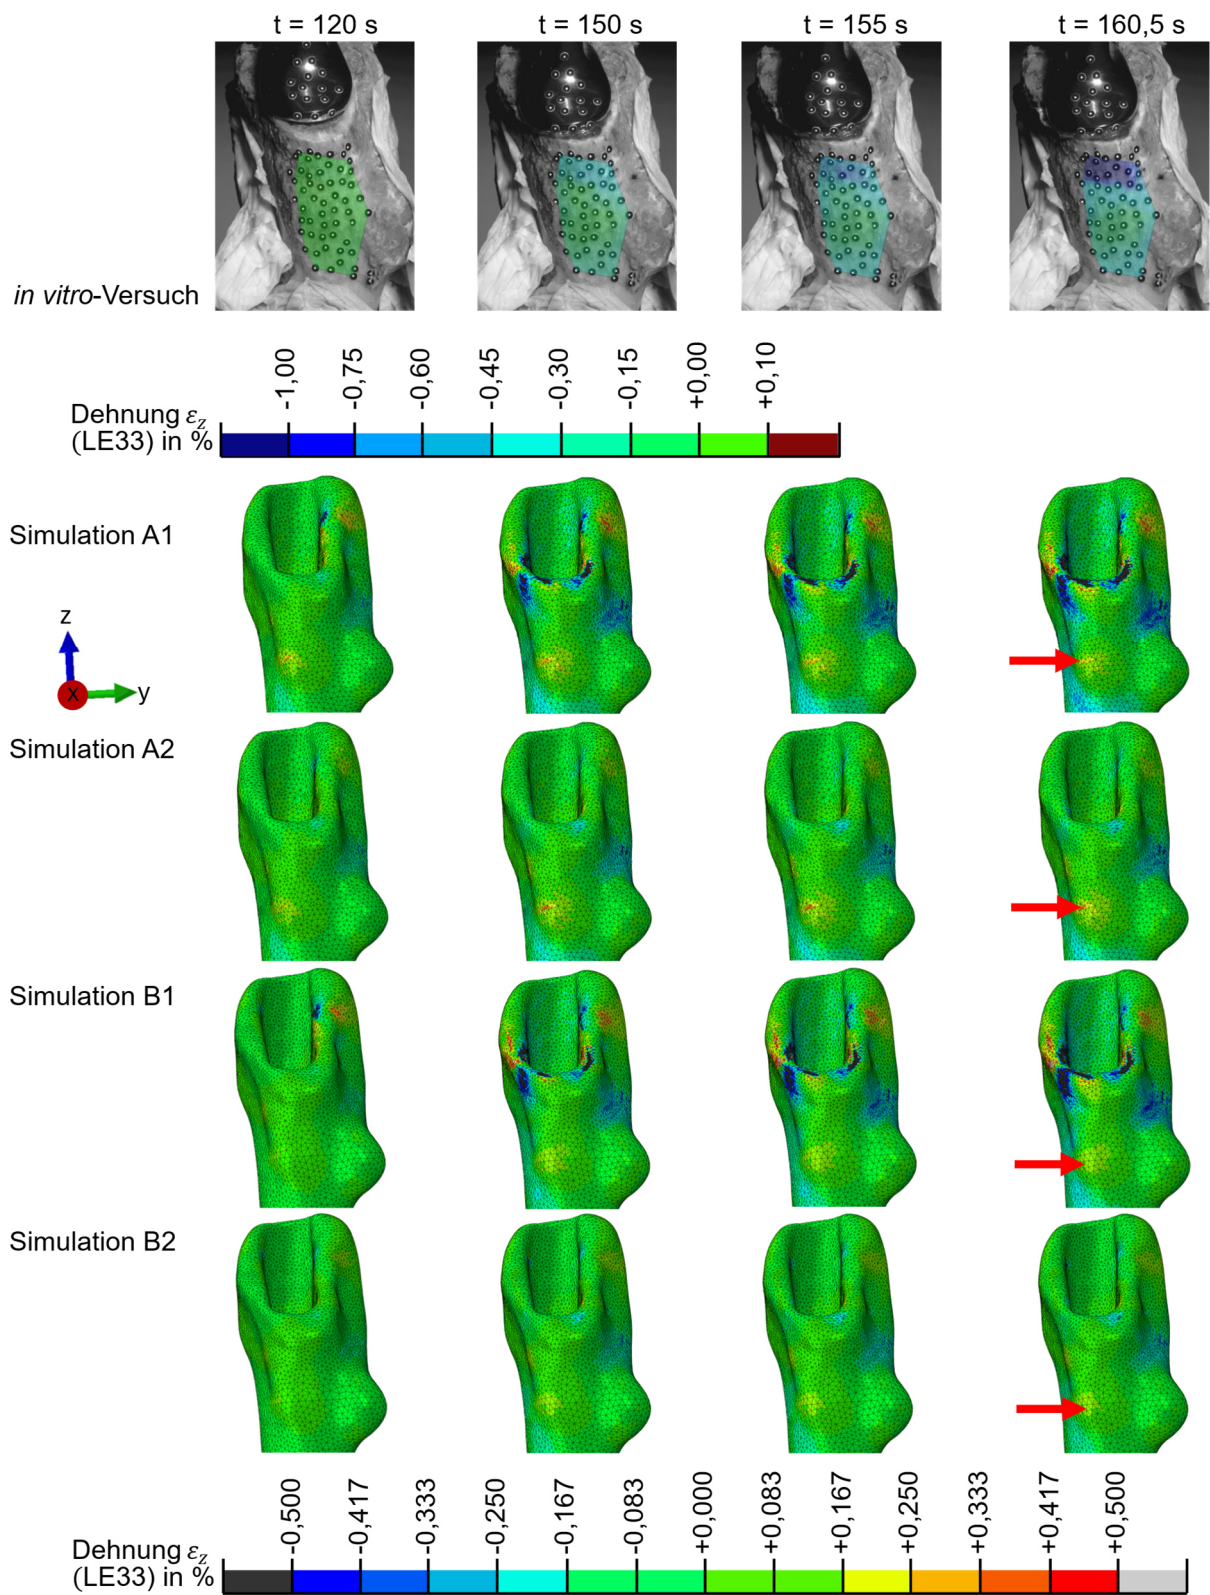 t = 120 s t = 150 s t = 155 s t = 160,5 s
in vitro-Versuch
-1,00 -0,75 -0,60 -0,45 -0,30 -0,15 +0,00 +0,10
Dehnung εz
(LE33) in %
Simulation A1
z
x
y
Simulation A2
Simulation B1
Simulation B2
-0,500 -0,417 -0,333 -0,250 -0,167 -0,083 +0,000 +0,083 +0,167 +0,250 +0,333 +0,417 +0,500
Dehnung εz
(LE33) in %